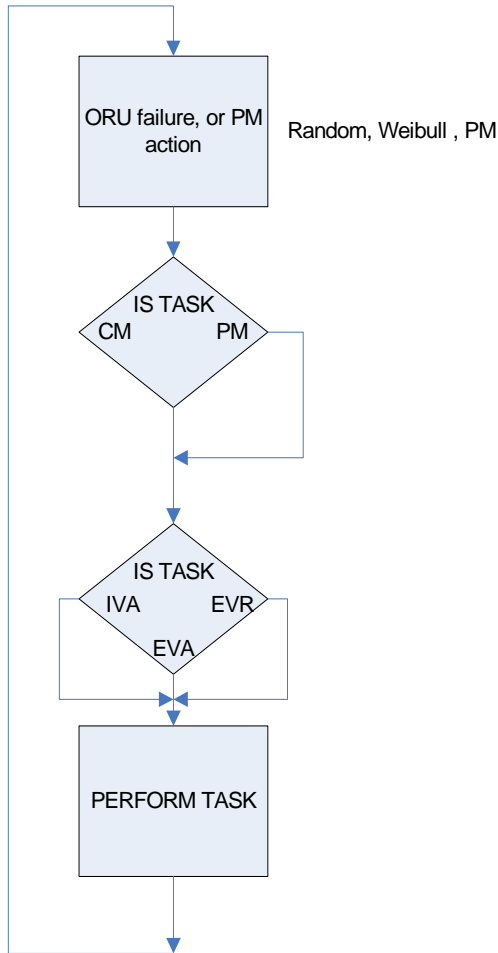 ORU failure, or PM
action
Random, Weibull , PM
IS TASK
CM PM
IS TASK
IVA EVR
EVA
PERFORM TASK